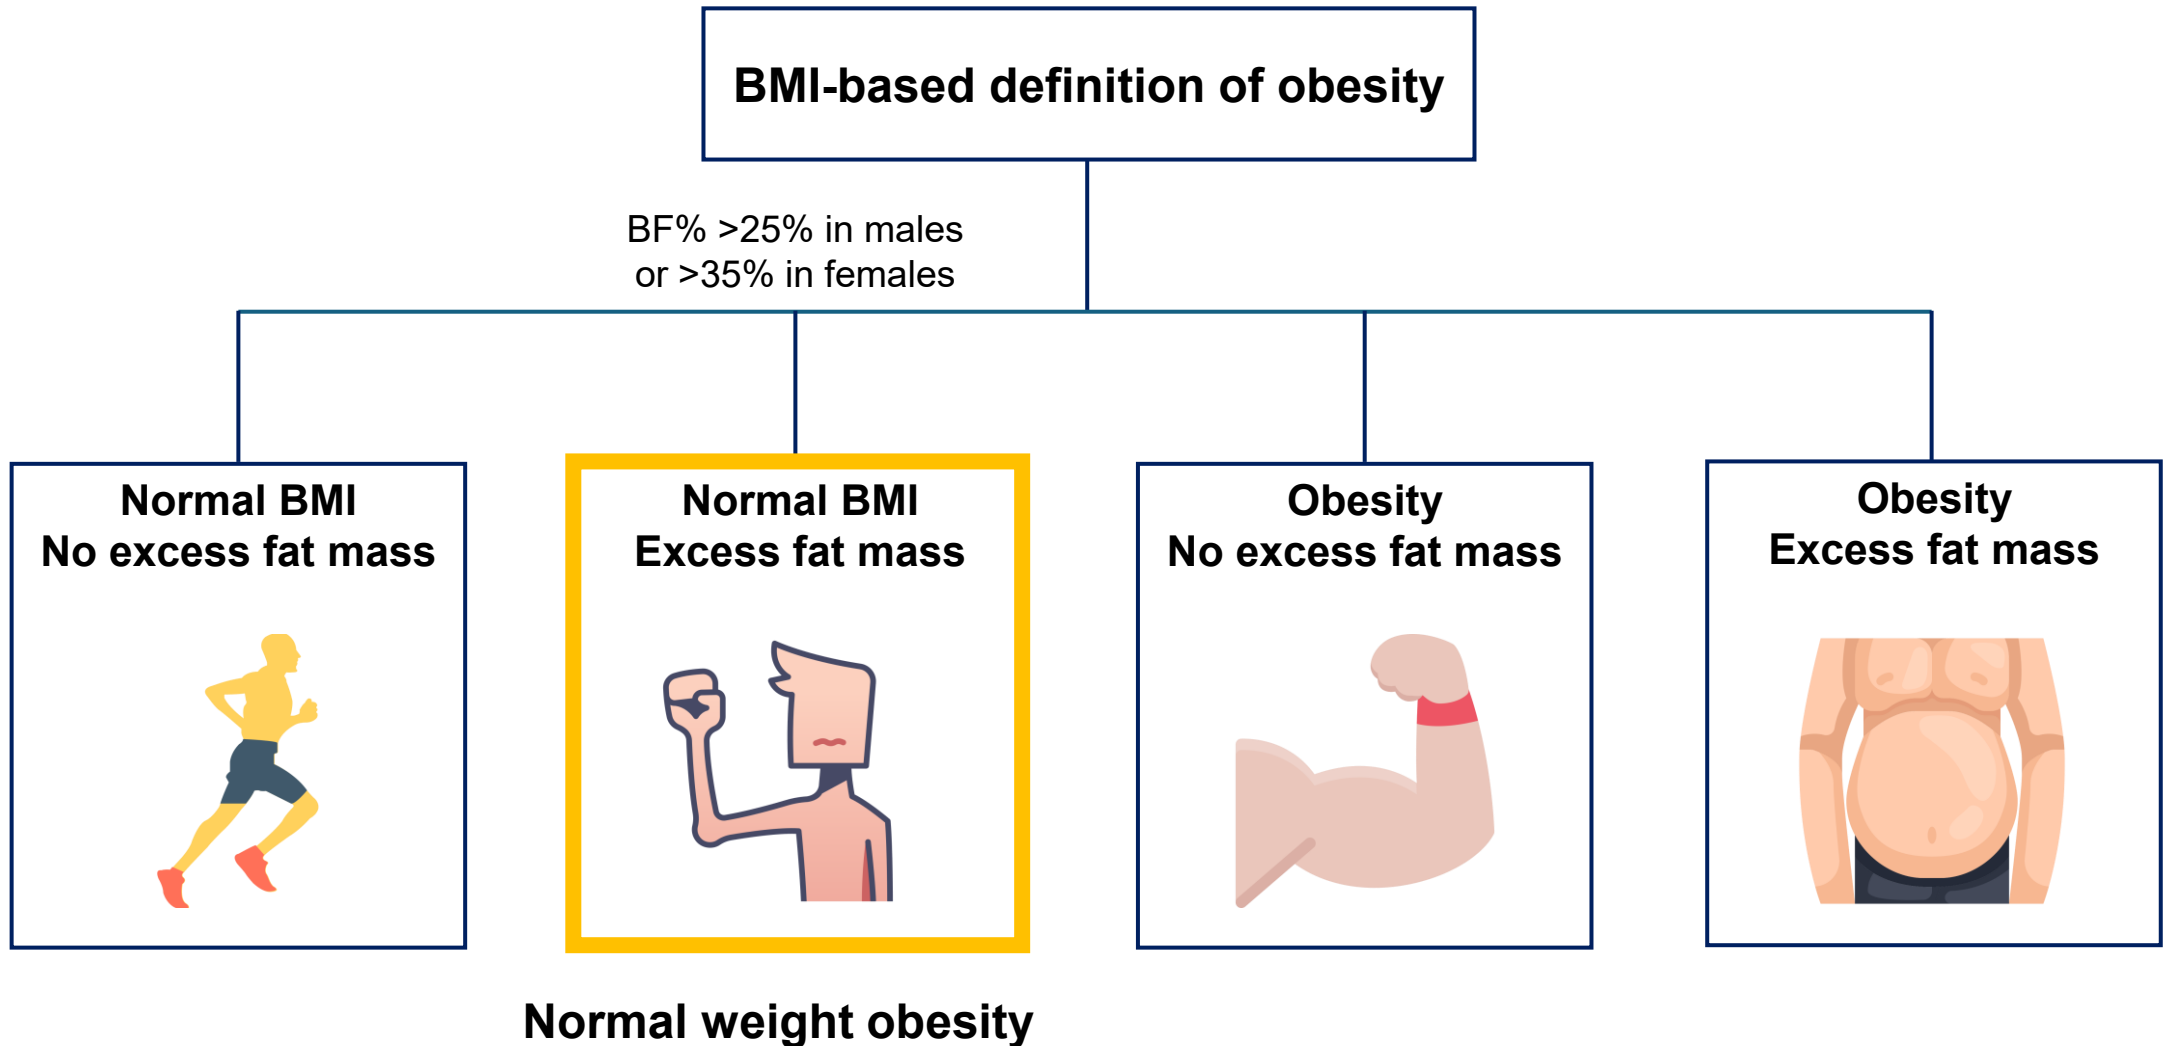 BMI-based definition of obesity
BF% >25% in males
or >35% in females
Normal BMI
No excess fat mass
Normal BMI
Excess fat mass
Obesity
No excess fat mass
Obesity
Excess fat mass
Normal weight obesity